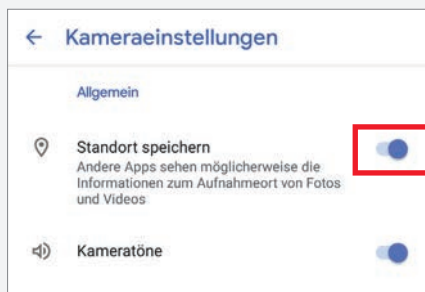 Kameraeinstellungen
Allgemein
Standort speichern
Andere Apps sehen möglicherweise die
Informationen zum Aufnahmeort von Fotos
und Videos
Kameratöne